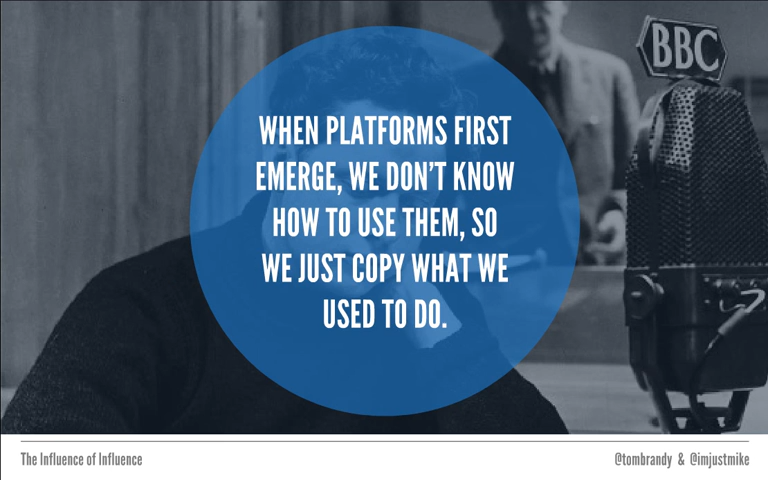 BBC
WHEN PLATFORMS FIRST
EMERGE, WE DON'T KNOW
HOW TO USE THEM, SO
WE JUST COPY WHAT WE
USED TO DO.
The Influence of Influence
@tombrandy & @imjustmike